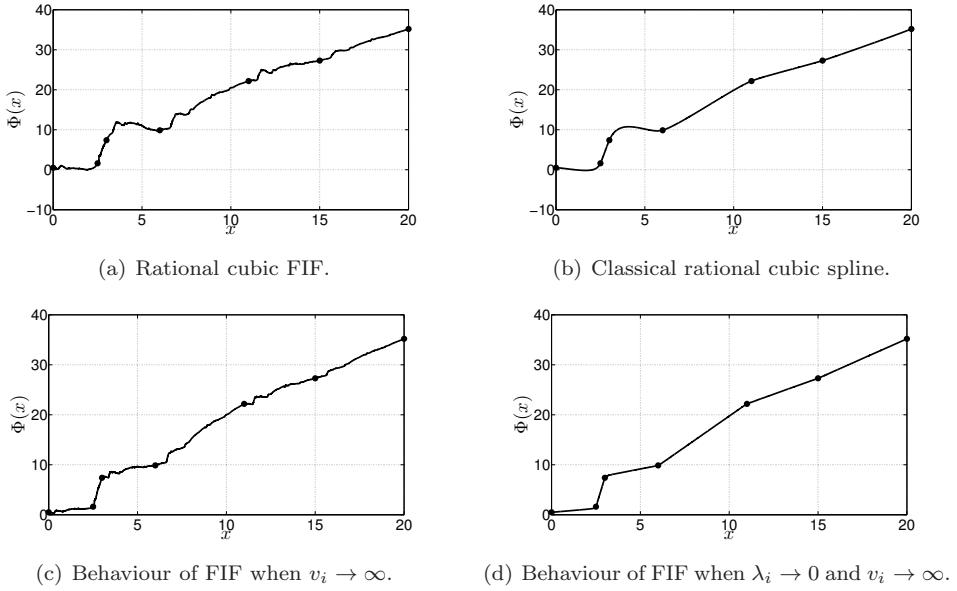 40
30
20
10
0
−10
Φ(x)
0 5 10 15 20
x
(a) Rational cubic FIF.
40
30
20
10
0
−10
Φ(x)
0 5 10 15 20
x
(b) Classical rational cubic spline.
40
30
20
10
0
Φ(x)
0 5 10 15 20
x
(c) Behaviour of FIF when v_i → ∞.
40
30
20
10
0
Φ(x)
0 5 10 15 20
x
(d) Behaviour of FIF when λ_i → 0 and v_i → ∞.